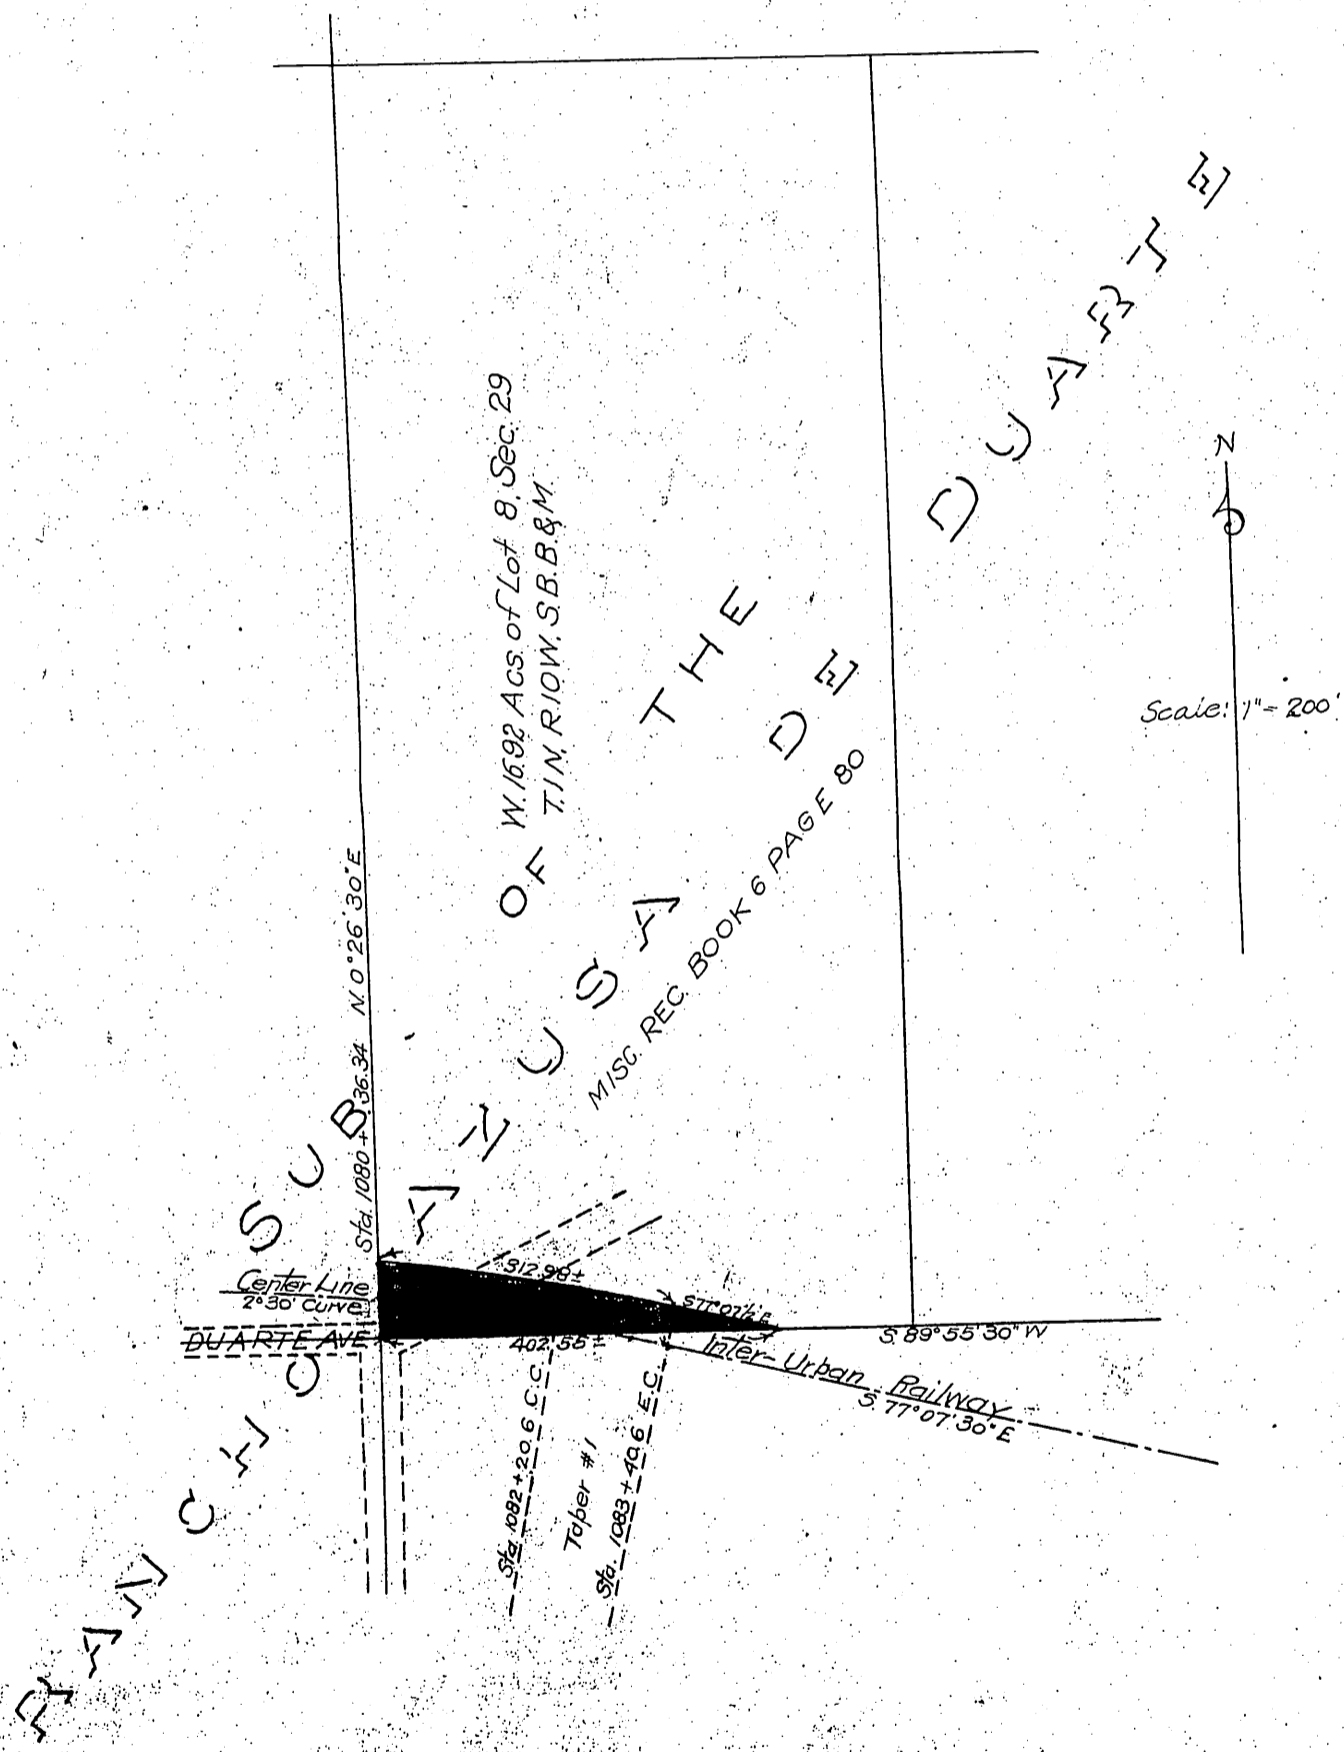 N
Scale: 1" = 200'
W. 16.92 Acs. of Lot 8, Sec. 29
T.1N, R.10W, S.B.B.&M.
SUB OF THE
RANCHO AZUSA DE DUARTE
MISC. REC. BOOK 6 PAGE 80
Sta. 1080 + 36.34 N. 0° 26' 30" E
Center Line
2°30' Curve
DUARTE AVE
312.98±
S77°07½'E
402.55±
S 89° 55' 30" W
Inter-Urban Railway
S. 77° 07' 30" E
Sta. 1082 + 20.6 C.C.
Taper #1
Sta. 1083 + 40.6 E.C.